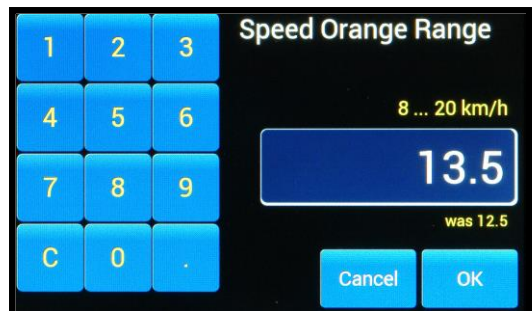 1 2 3
4 5 6
7 8 9
C 0 .
Speed Orange Range
8 ... 20 km/h
13.5
was 12.5
Cancel OK